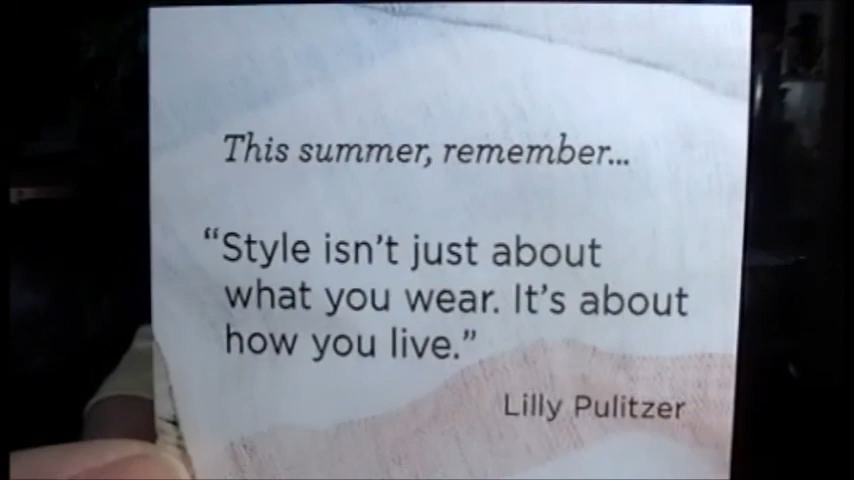 This summer, remember...
“Style isn’t just about
what you wear. It’s about
how you live.”
Lilly Pulitzer